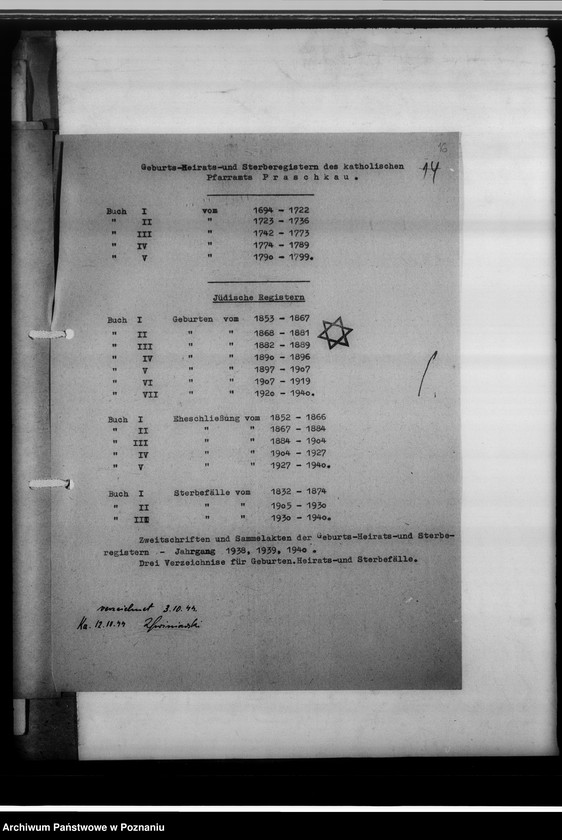 13
14
Geburts-Heirats-und Sterberegistern des katholischen
Pfarramts P r a s c h k a u .
Buch I vom 1694 - 1722
" II " 1723 - 1736
" III " 1742 - 1773
" IV " 1774 - 1789
" V " 1790 - 1799.
Jüdische Registern
Buch I Geburten vom 1853 - 1867
" II " " 1868 - 1881
" III " " 1882 - 1889
" IV " " 1890 - 1896
" V " " 1897 - 1907
" VI " " 1907 - 1919
" VII " " 1920 - 1940.
Buch I Eheschließung vom 1852 - 1866
" II " " 1867 - 1884
" III " " 1884 - 1904
" IV " " 1904 - 1927
" V " " 1927 - 1940.
Buch I Sterbefälle vom 1832 - 1874
" II " " 1905 - 1930
" III " " 1930 - 1940.
Zweitschriften und Sammelakten der Geburts-Heirats-und Sterbe-
registern - Jahrgang 1938, 1939, 1940 .
Drei Verzeichnise für Geburten.Heirats-und Sterbefälle.
verzeichnet 3.10.44
Ka. 12.10.44
Archiwum Państwowe w Poznaniu